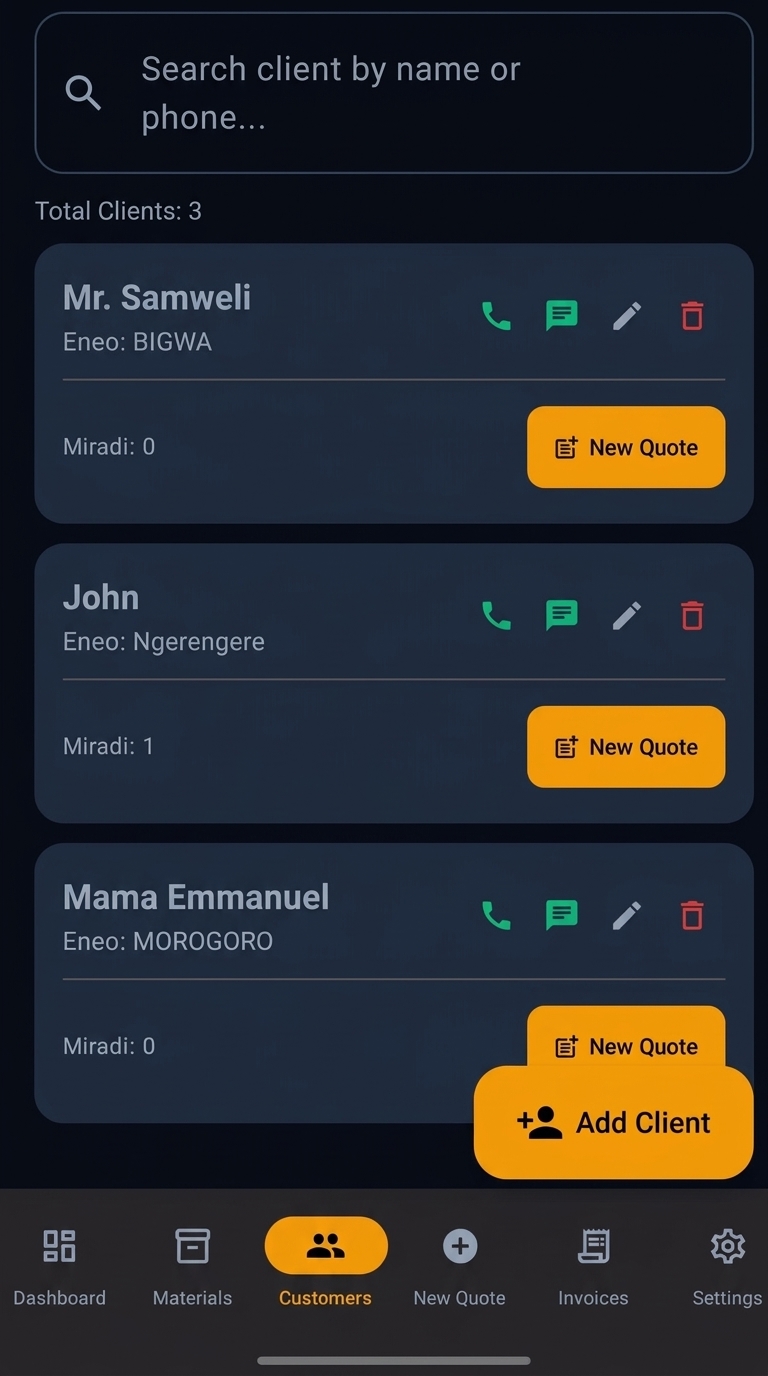 Search client by name or
phone...
Total Clients: 3
Mr. Samweli
Eneo: BIGWA
Miradi: 0
New Quote
John
Eneo: Ngerengere
Miradi: 1
New Quote
Mama Emmanuel
Eneo: MOROGORO
Miradi: 0
New Quote
Add Client
Dashboard
Materials
Customers
New Quote
Invoices
Settings